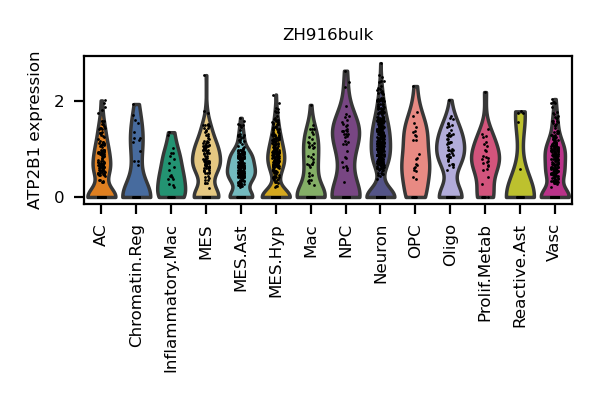 ZH916bulk
ATP2B1 expression
2
0
AC
Chromatin.Reg
Inflammatory.Mac
MES
MES.Ast
MES.Hyp
Mac
NPC
Neuron
OPC
Oligo
Prolif.Metab
Reactive.Ast
Vasc